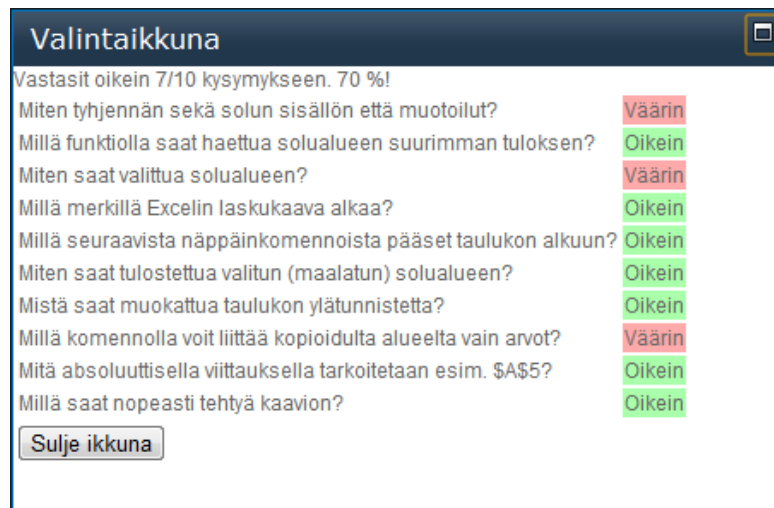 Valintaikkuna
Vastasit oikein 7/10 kysymykseen. 70 %!
Miten tyhjennän sekä solun sisällön että muotoilut? Väärin
Millä funktiolla saat haettua solualueen suurimman tuloksen? Oikein
Miten saat valittua solualueen? Väärin
Millä merkillä Excelin laskukaava alkaa? Oikein
Millä seuraavista näppäinkomennoista pääset taulukon alkuun? Oikein
Miten saat tulostettua valitun (maalatun) solualueen? Oikein
Mistä saat muokattua taulukon ylätunnistetta? Oikein
Millä komennolla voit liittää kopioidulta alueelta vain arvot? Väärin
Mitä absoluuttisella viittauksella tarkoitetaan esim. $A$5? Oikein
Millä saat nopeasti tehtyä kaavion? Oikein
Sulje ikkuna